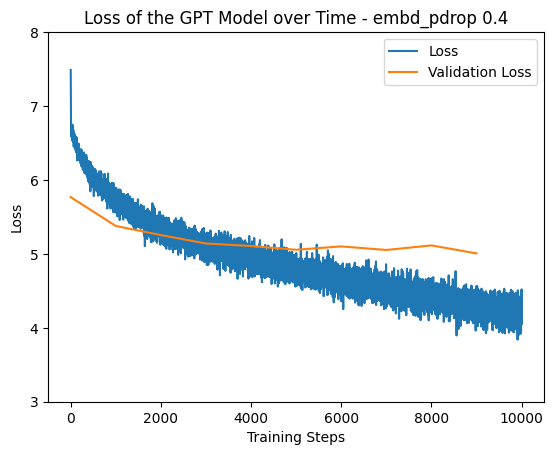 Loss of the GPT Model over Time - embd_pdrop 0.4
8
Loss
Validation Loss
7
6
Loss
5
4
3
0 2000 4000 6000 8000 10000
Training Steps